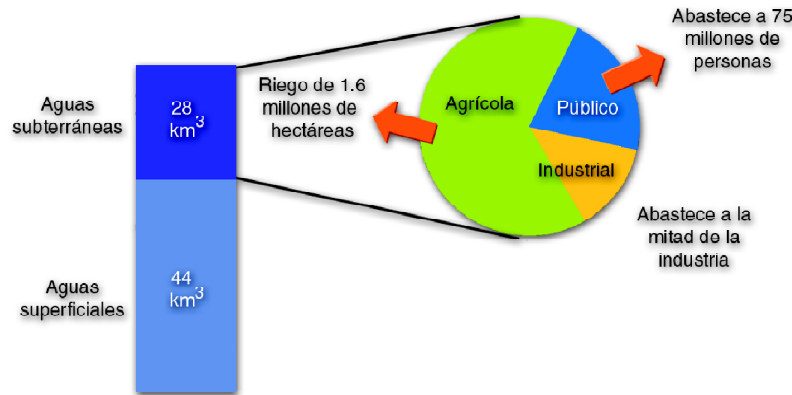 Aguas
subterráneas
28
km³
Aguas
superficiales
44
km³
Riego de 1.6
millones de
hectáreas
Agrícola
Público
Industrial
Abastece a 75
millones de
personas
Abastece a la
mitad de la
industria